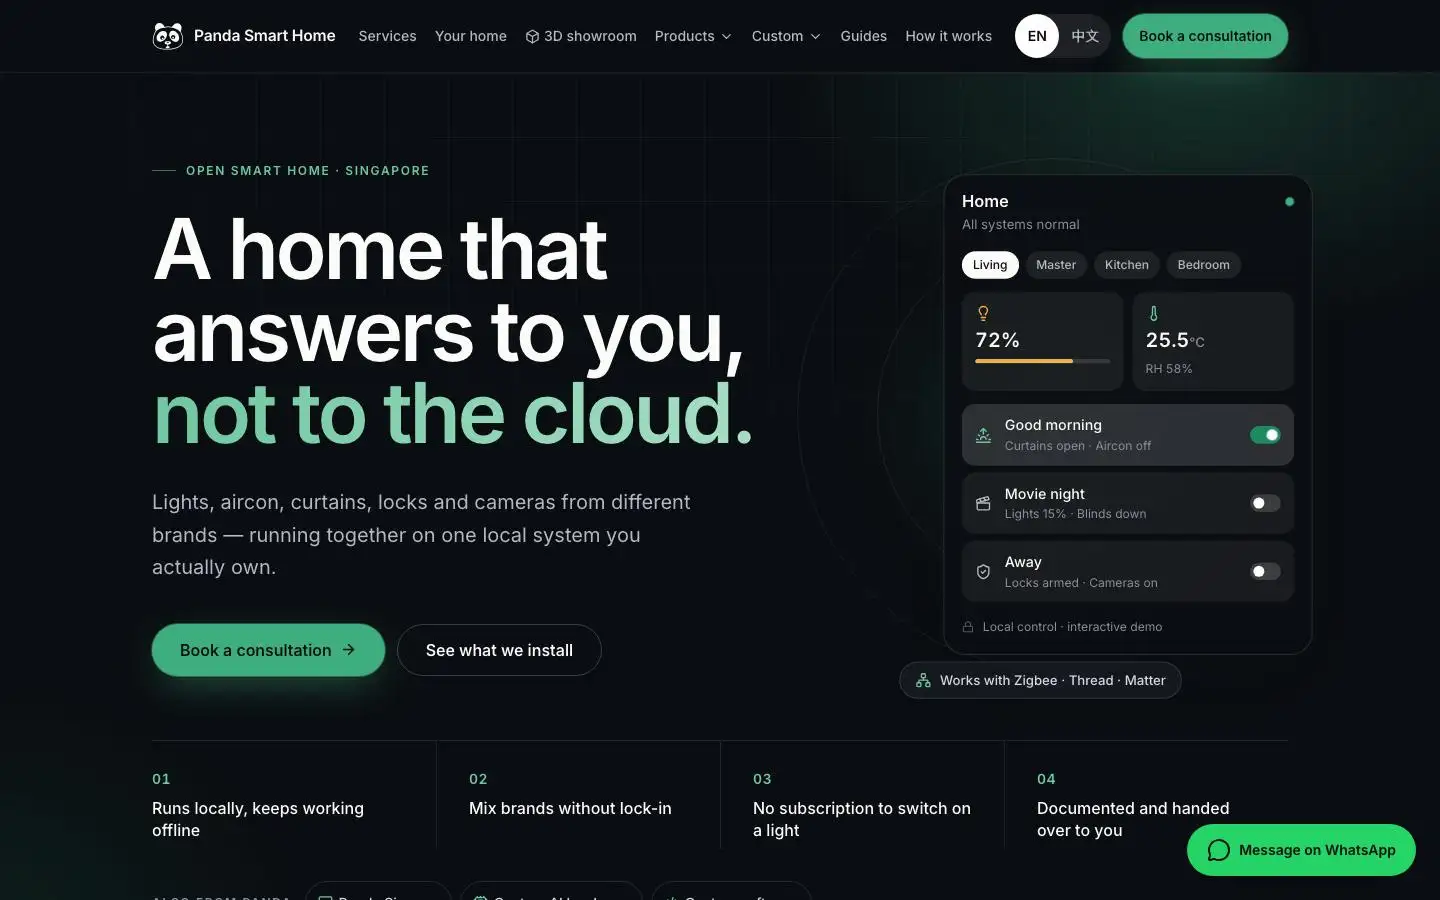 Panda Smart Home
Services
Your home
3D showroom
Products
Custom
Guides
How it works
EN
中文
Book a consultation
OPEN SMART HOME · SINGAPORE
A home that
answers to you,
not to the cloud.
Lights, aircon, curtains, locks and cameras from different
brands — running together on one local system you
actually own.
Book a consultation
See what we install
Home
All systems normal
Living
Master
Kitchen
Bedroom
72%
25.5°C
RH 58%
Good morning
Curtains open · Aircon off
Movie night
Lights 15% · Blinds down
Away
Locks armed · Cameras on
Local control · interactive demo
Works with Zigbee · Thread · Matter
01
Runs locally, keeps working
offline
02
Mix brands without lock-in
03
No subscription to switch on
a light
04
Documented and handed
over to you
Message on WhatsApp